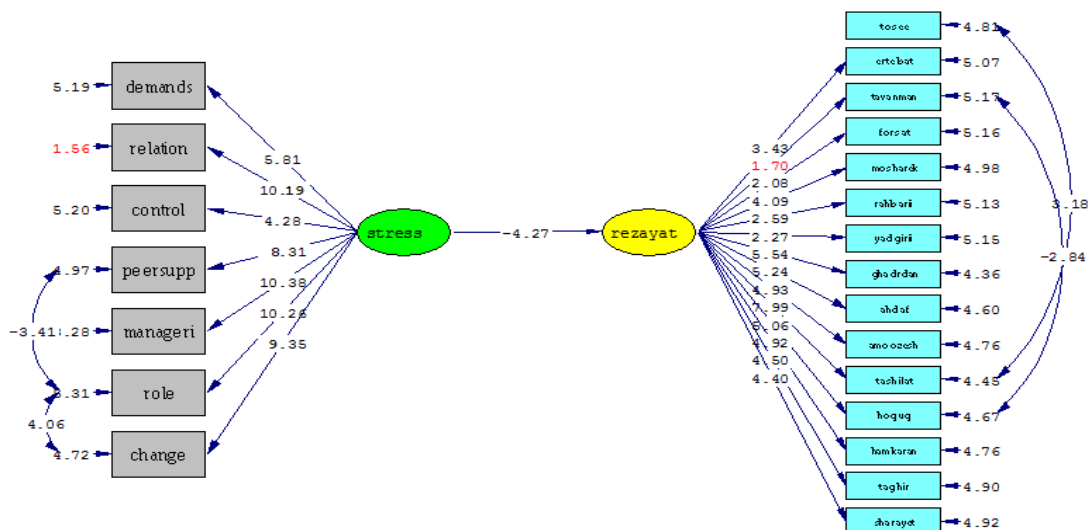 5.19 demands
1.56 relation
5.20 control
4.97 peersupp
-3.41
manageri
role
4.06
4.72 change
5.81
10.19
4.28
8.31
10.38
10.26
9.35
stress
-4.27
rezayat
3.43
1.70
2.08
4.09
2.59
2.27
5.54
5.24
4.93
7.99
4.92
4.50
4.40
tosee 4.81
ertebat 5.07
tavanman 5.17
forsat 5.16
moshardk 4.98
rahbarii 5.13
yadgirii 5.15
ghadrdan 4.36
ahdaf 4.60
amoozesh 4.76
tashilat 4.45
hoquq 4.67
hamkaran 4.76
taghir 4.90
sharayet 4.92
3.18
-2.84